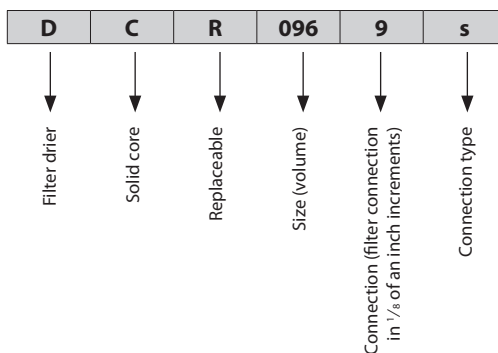 D C R 096 9 s
Filter drier
Solid core
Replaceable
Size (volume)
Connection (filter connection
in 1/8 of an inch increments)
Connection type